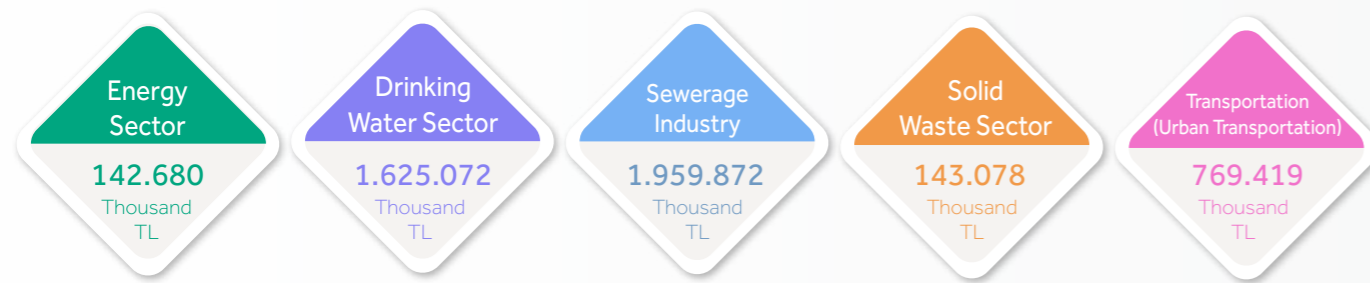 Energy
Sector
142.680
Thousand
TL
Drinking
Water Sector
1.625.072
Thousand
TL
Sewerage
Industry
1.959.872
Thousand
TL
Solid
Waste Sector
143.078
Thousand
TL
Transportation
(Urban Transportation)
769.419
Thousand
TL